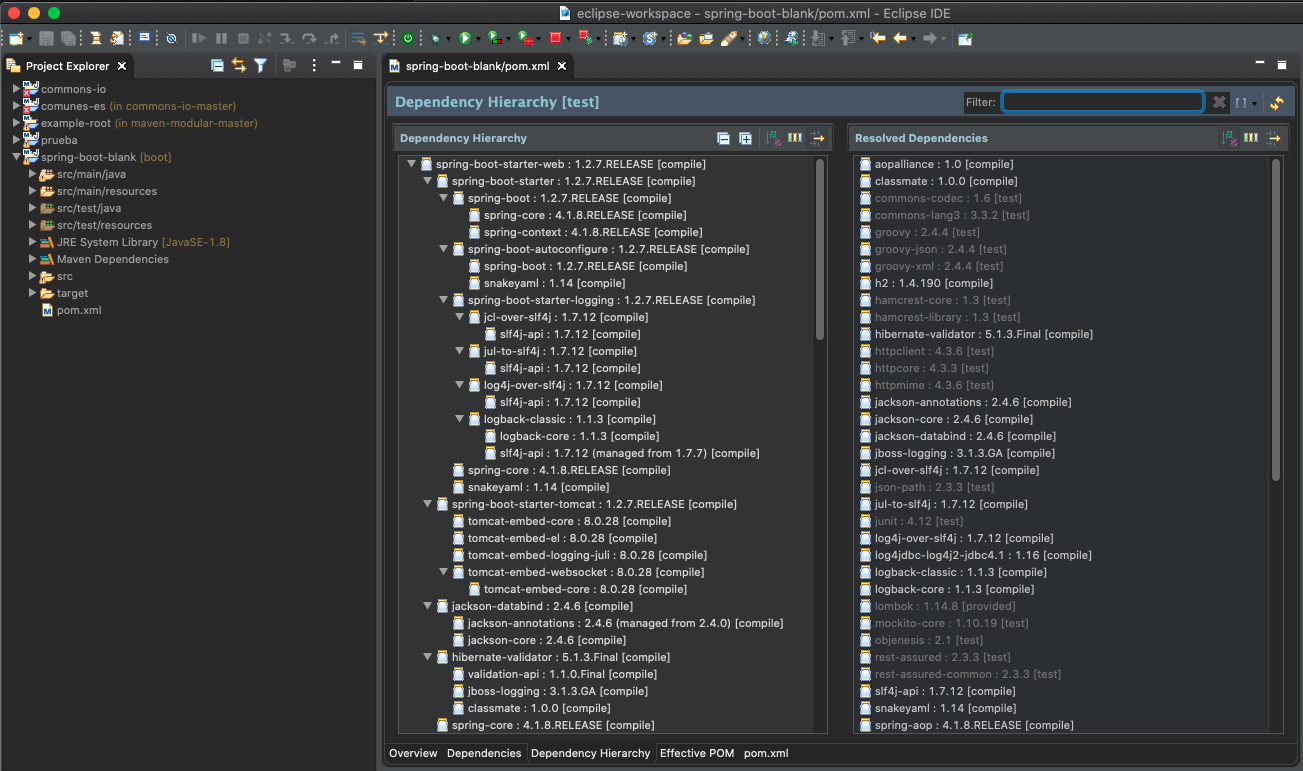 eclipse-workspace - spring-boot-blank/pom.xml - Eclipse IDE
Project Explorer
commons-io
comunes-es (in commons-io-master)
example-root (in maven-modular-master)
prueba
spring-boot-blank [boot]
src/main/java
src/main/resources
src/test/java
src/test/resources
JRE System Library [JavaSE-1.8]
Maven Dependencies
src
target
pom.xml
spring-boot-blank/pom.xml
Dependency Hierarchy [test]
Filter:
Dependency Hierarchy
spring-boot-starter-web : 1.2.7.RELEASE [compile]
spring-boot-starter : 1.2.7.RELEASE [compile]
spring-boot : 1.2.7.RELEASE [compile]
spring-core : 4.1.8.RELEASE [compile]
spring-context : 4.1.8.RELEASE [compile]
spring-boot-autoconfigure : 1.2.7.RELEASE [compile]
spring-boot : 1.2.7.RELEASE [compile]
snakeyaml : 1.14 [compile]
spring-boot-starter-logging : 1.2.7.RELEASE [compile]
jcl-over-slf4j : 1.7.12 [compile]
slf4j-api : 1.7.12 [compile]
jul-to-slf4j : 1.7.12 [compile]
slf4j-api : 1.7.12 [compile]
log4j-over-slf4j : 1.7.12 [compile]
slf4j-api : 1.7.12 [compile]
logback-classic : 1.1.3 [compile]
logback-core : 1.1.3 [compile]
slf4j-api : 1.7.12 (managed from 1.7.7) [compile]
spring-core : 4.1.8.RELEASE [compile]
snakeyaml : 1.14 [compile]
spring-boot-starter-tomcat : 1.2.7.RELEASE [compile]
tomcat-embed-core : 8.0.28 [compile]
tomcat-embed-el : 8.0.28 [compile]
tomcat-embed-logging-juli : 8.0.28 [compile]
tomcat-embed-websocket : 8.0.28 [compile]
tomcat-embed-core : 8.0.28 [compile]
jackson-databind : 2.4.6 [compile]
jackson-annotations : 2.4.6 (managed from 2.4.0) [compile]
jackson-core : 2.4.6 [compile]
hibernate-validator : 5.1.3.Final [compile]
validation-api : 1.1.0.Final [compile]
jboss-logging : 3.1.3.GA [compile]
classmate : 1.0.0 [compile]
spring-core : 4.1.8.RELEASE [compile]
Resolved Dependencies
aopalliance : 1.0 [compile]
classmate : 1.0.0 [compile]
commons-codec : 1.6 [test]
commons-lang3 : 3.3.2 [test]
groovy : 2.4.4 [test]
groovy-json : 2.4.4 [test]
groovy-xml : 2.4.4 [test]
h2 : 1.4.190 [compile]
hamcrest-core : 1.3 [test]
hamcrest-library : 1.3 [test]
hibernate-validator : 5.1.3.Final [compile]
httpclient : 4.3.6 [test]
httpcore : 4.3.3 [test]
httpmime : 4.3.6 [test]
jackson-annotations : 2.4.6 [compile]
jackson-core : 2.4.6 [compile]
jackson-databind : 2.4.6 [compile]
jboss-logging : 3.1.3.GA [compile]
jcl-over-slf4j : 1.7.12 [compile]
json-path : 2.3.3 [test]
jul-to-slf4j : 1.7.12 [compile]
junit : 4.12 [test]
log4j-over-slf4j : 1.7.12 [compile]
log4jdbc-log4j2-jdbc4.1 : 1.16 [compile]
logback-classic : 1.1.3 [compile]
logback-core : 1.1.3 [compile]
lombok : 1.14.8 [provided]
mockito-core : 1.10.19 [test]
objenesis : 2.1 [test]
rest-assured : 2.3.3 [test]
rest-assured-common : 2.3.3 [test]
slf4j-api : 1.7.12 [compile]
snakeyaml : 1.14 [compile]
spring-aop : 4.1.8.RELEASE [compile]
Overview Dependencies Dependency Hierarchy Effective POM pom.xml